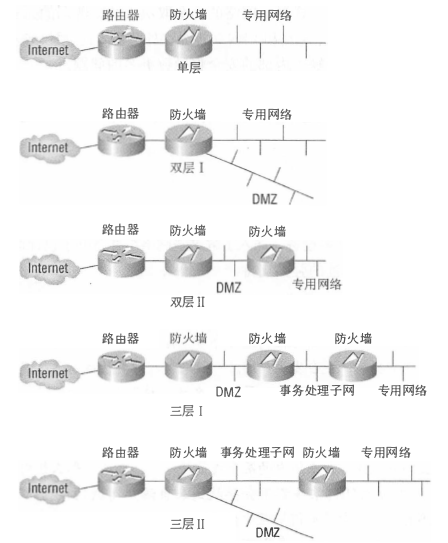 路由器 防火墙 专用网络
Internet
单层
路由器 防火墙 专用网络
Internet
双层 I
DMZ
路由器 防火墙 防火墙
Internet
DMZ 专用网络
双层 II
路由器 防火墙 防火墙 防火墙
Internet
DMZ 事务处理子网 专用网络
三层 I
路由器 防火墙 事务处理子网 防火墙 专用网络
Internet
三层 II
DMZ